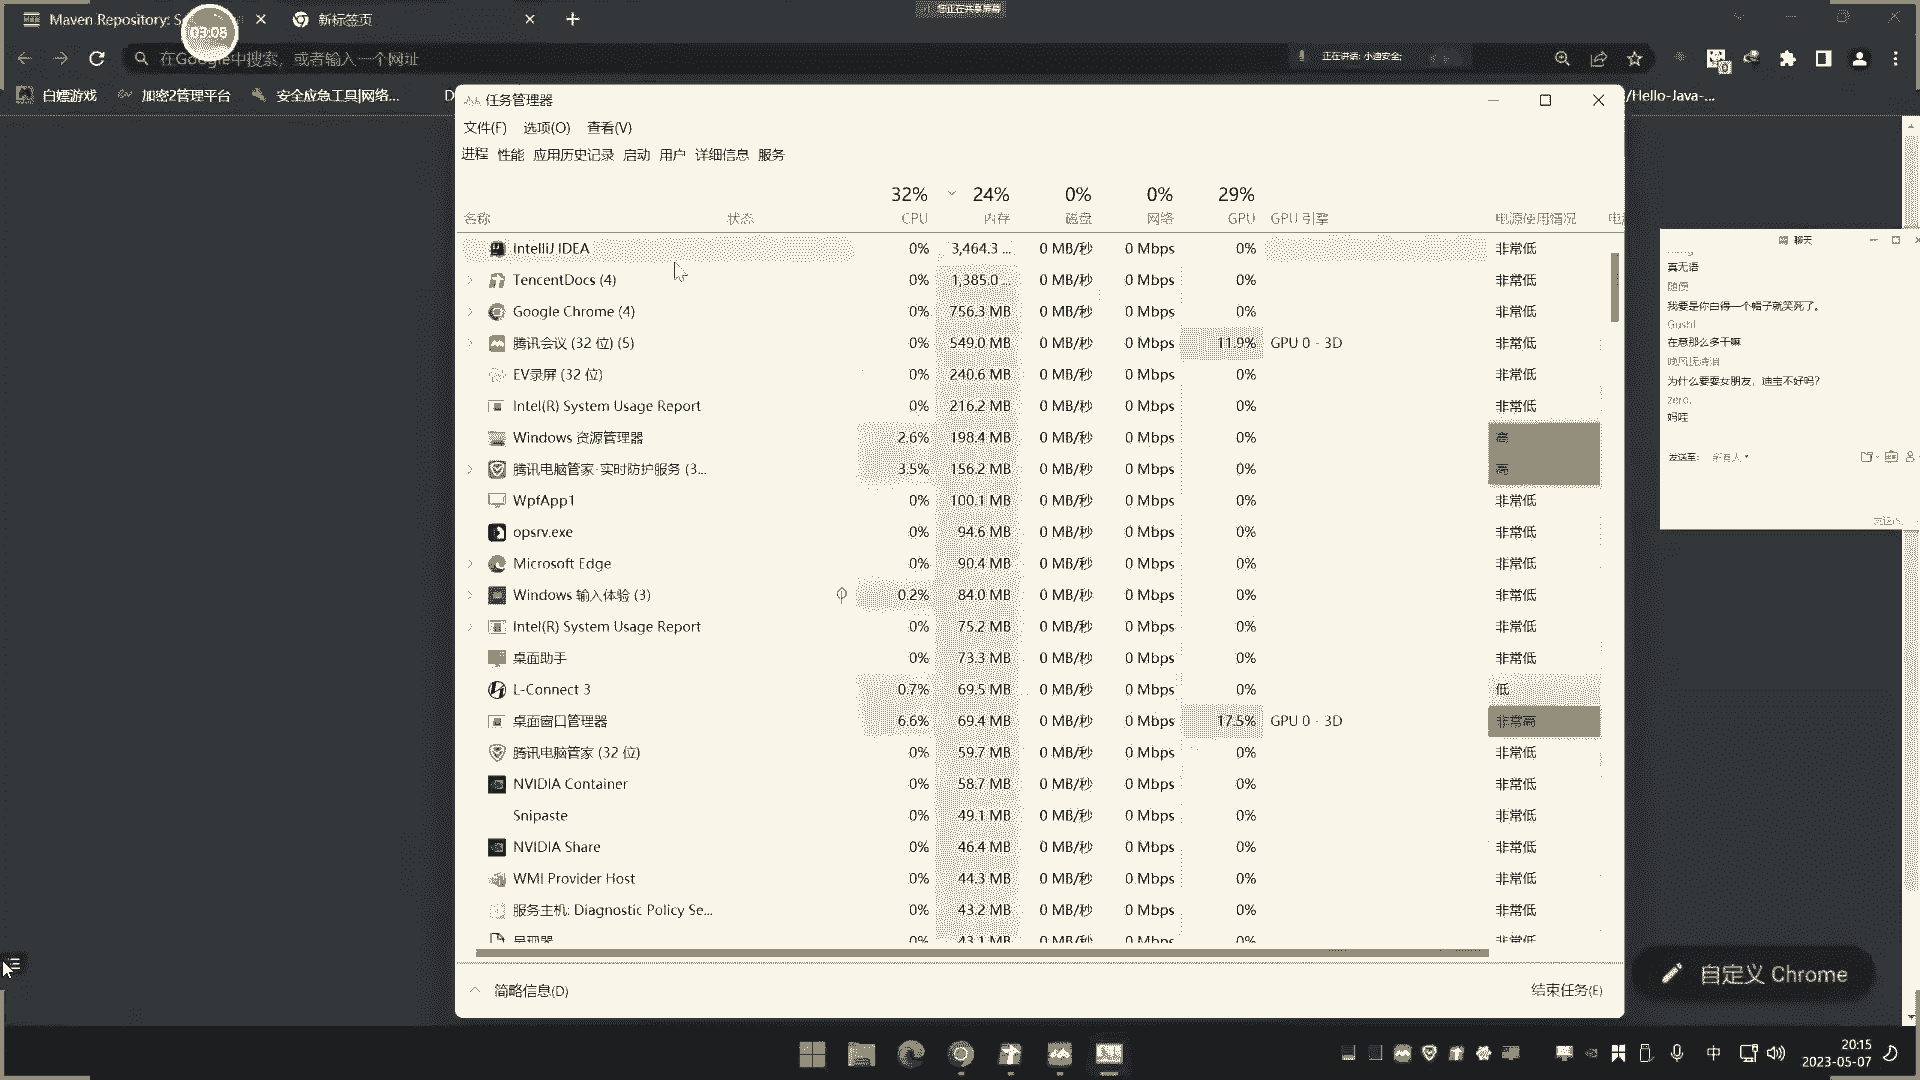 您正在共享屏幕
Maven Repository: S
03:08
新标签页
在Google中搜索，或者输入一个网址
正在讲话: 小迪安全;
白嫖游戏
加密2管理平台
安全应急工具|网络...
/Hello-Java-...
任务管理器
文件(F) 选项(O) 查看(V)
进程 性能 应用历史记录 启动 用户 详细信息 服务
32% 24% 0% 0% 29%
名称 状态 CPU 内存 磁盘 网络 GPU GPU 引擎 电源使用情况
IntelliJ IDEA 0% 3,464.3 ... 0 MB/秒 0 Mbps 0% 非常低
TencentDocs (4) 0% 1,385.0 ... 0 MB/秒 0 Mbps 0% 非常低
Google Chrome (4) 0% 756.3 MB 0 MB/秒 0 Mbps 0% 非常低
腾讯会议 (32 位) (5) 0% 549.0 MB 0 MB/秒 0 Mbps 11.9% GPU 0 - 3D 非常低
EV录屏 (32 位) 0% 240.6 MB 0 MB/秒 0 Mbps 0% 非常低
Intel(R) System Usage Report 0% 216.2 MB 0 MB/秒 0 Mbps 0% 非常低
Windows 资源管理器 2.6% 198.4 MB 0 MB/秒 0 Mbps 0% 高
腾讯电脑管家-实时防护服务 (3... 3.5% 156.2 MB 0 MB/秒 0 Mbps 0% 高
WpfApp1 0% 100.1 MB 0 MB/秒 0 Mbps 0% 非常低
opsrv.exe 0% 94.6 MB 0 MB/秒 0 Mbps 0% 非常低
Microsoft Edge 0% 90.4 MB 0 MB/秒 0 Mbps 0% 非常低
Windows 输入体验 (3) 0.2% 84.0 MB 0 MB/秒 0 Mbps 0% 非常低
Intel(R) System Usage Report 0% 75.2 MB 0 MB/秒 0 Mbps 0% 非常低
桌面助手 0% 73.3 MB 0 MB/秒 0 Mbps 0% 非常低
L-Connect 3 0.7% 69.5 MB 0 MB/秒 0 Mbps 0% 低
桌面窗口管理器 6.6% 69.4 MB 0 MB/秒 0 Mbps 17.5% GPU 0 - 3D 非常高
腾讯电脑管家 (32 位) 0% 59.7 MB 0 MB/秒 0 Mbps 0% 非常低
NVIDIA Container 0% 58.7 MB 0 MB/秒 0 Mbps 0% 非常低
Snipaste 0% 49.1 MB 0 MB/秒 0 Mbps 0% 非常低
NVIDIA Share 0% 46.4 MB 0 MB/秒 0 Mbps 0% 非常低
WMI Provider Host 0% 44.3 MB 0 MB/秒 0 Mbps 0% 非常低
服务主机: Diagnostic Policy Se... 0% 43.2 MB 0 MB/秒 0 Mbps 0% 非常低
0% 43.1 MB 0 MB/秒 0 Mbps 0% 非常低
简略信息(D)
结束任务(E)
聊天
真无语
随便
我要是你白得一个帽子就笑死了。
Gushl
在意那么多干嘛
为什么要要女朋友，迪宝不好吗？
zero.
妈哇
发送至: 所有人
自定义 Chrome
中
20:15
2023-05-07